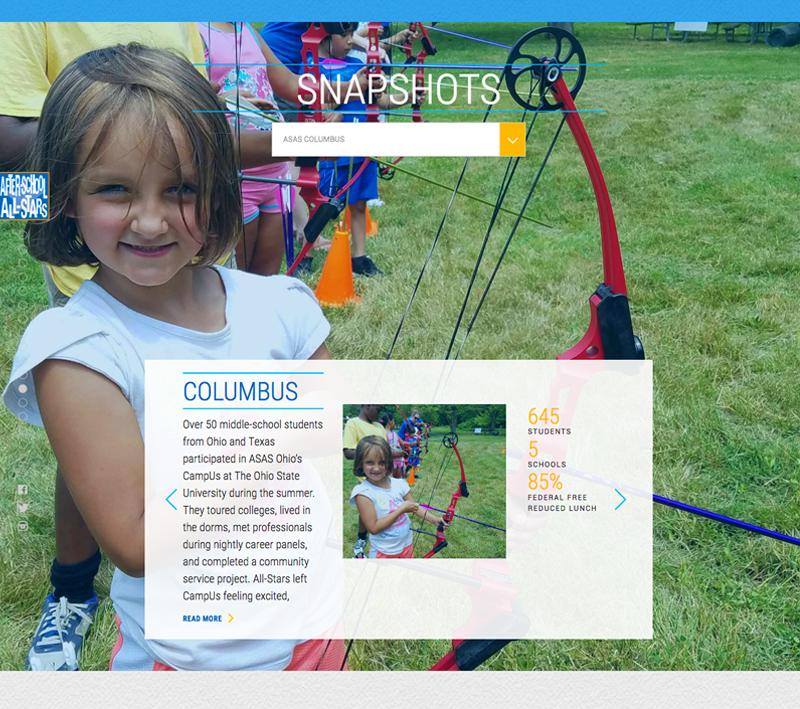 SNAPSHOTS
ASAS COLUMBUS
AFTER-SCHOOL
ALL-STARS
COLUMBUS
Over 50 middle-school students
from Ohio and Texas
participated in ASAS Ohio's
CampUs at The Ohio State
University during the summer.
They toured colleges, lived in
the dorms, met professionals
during nightly career panels,
and completed a community
service project. All-Stars left
CampUs feeling excited,
READ MORE
645
STUDENTS
5
SCHOOLS
85%
FEDERAL FREE
REDUCED LUNCH